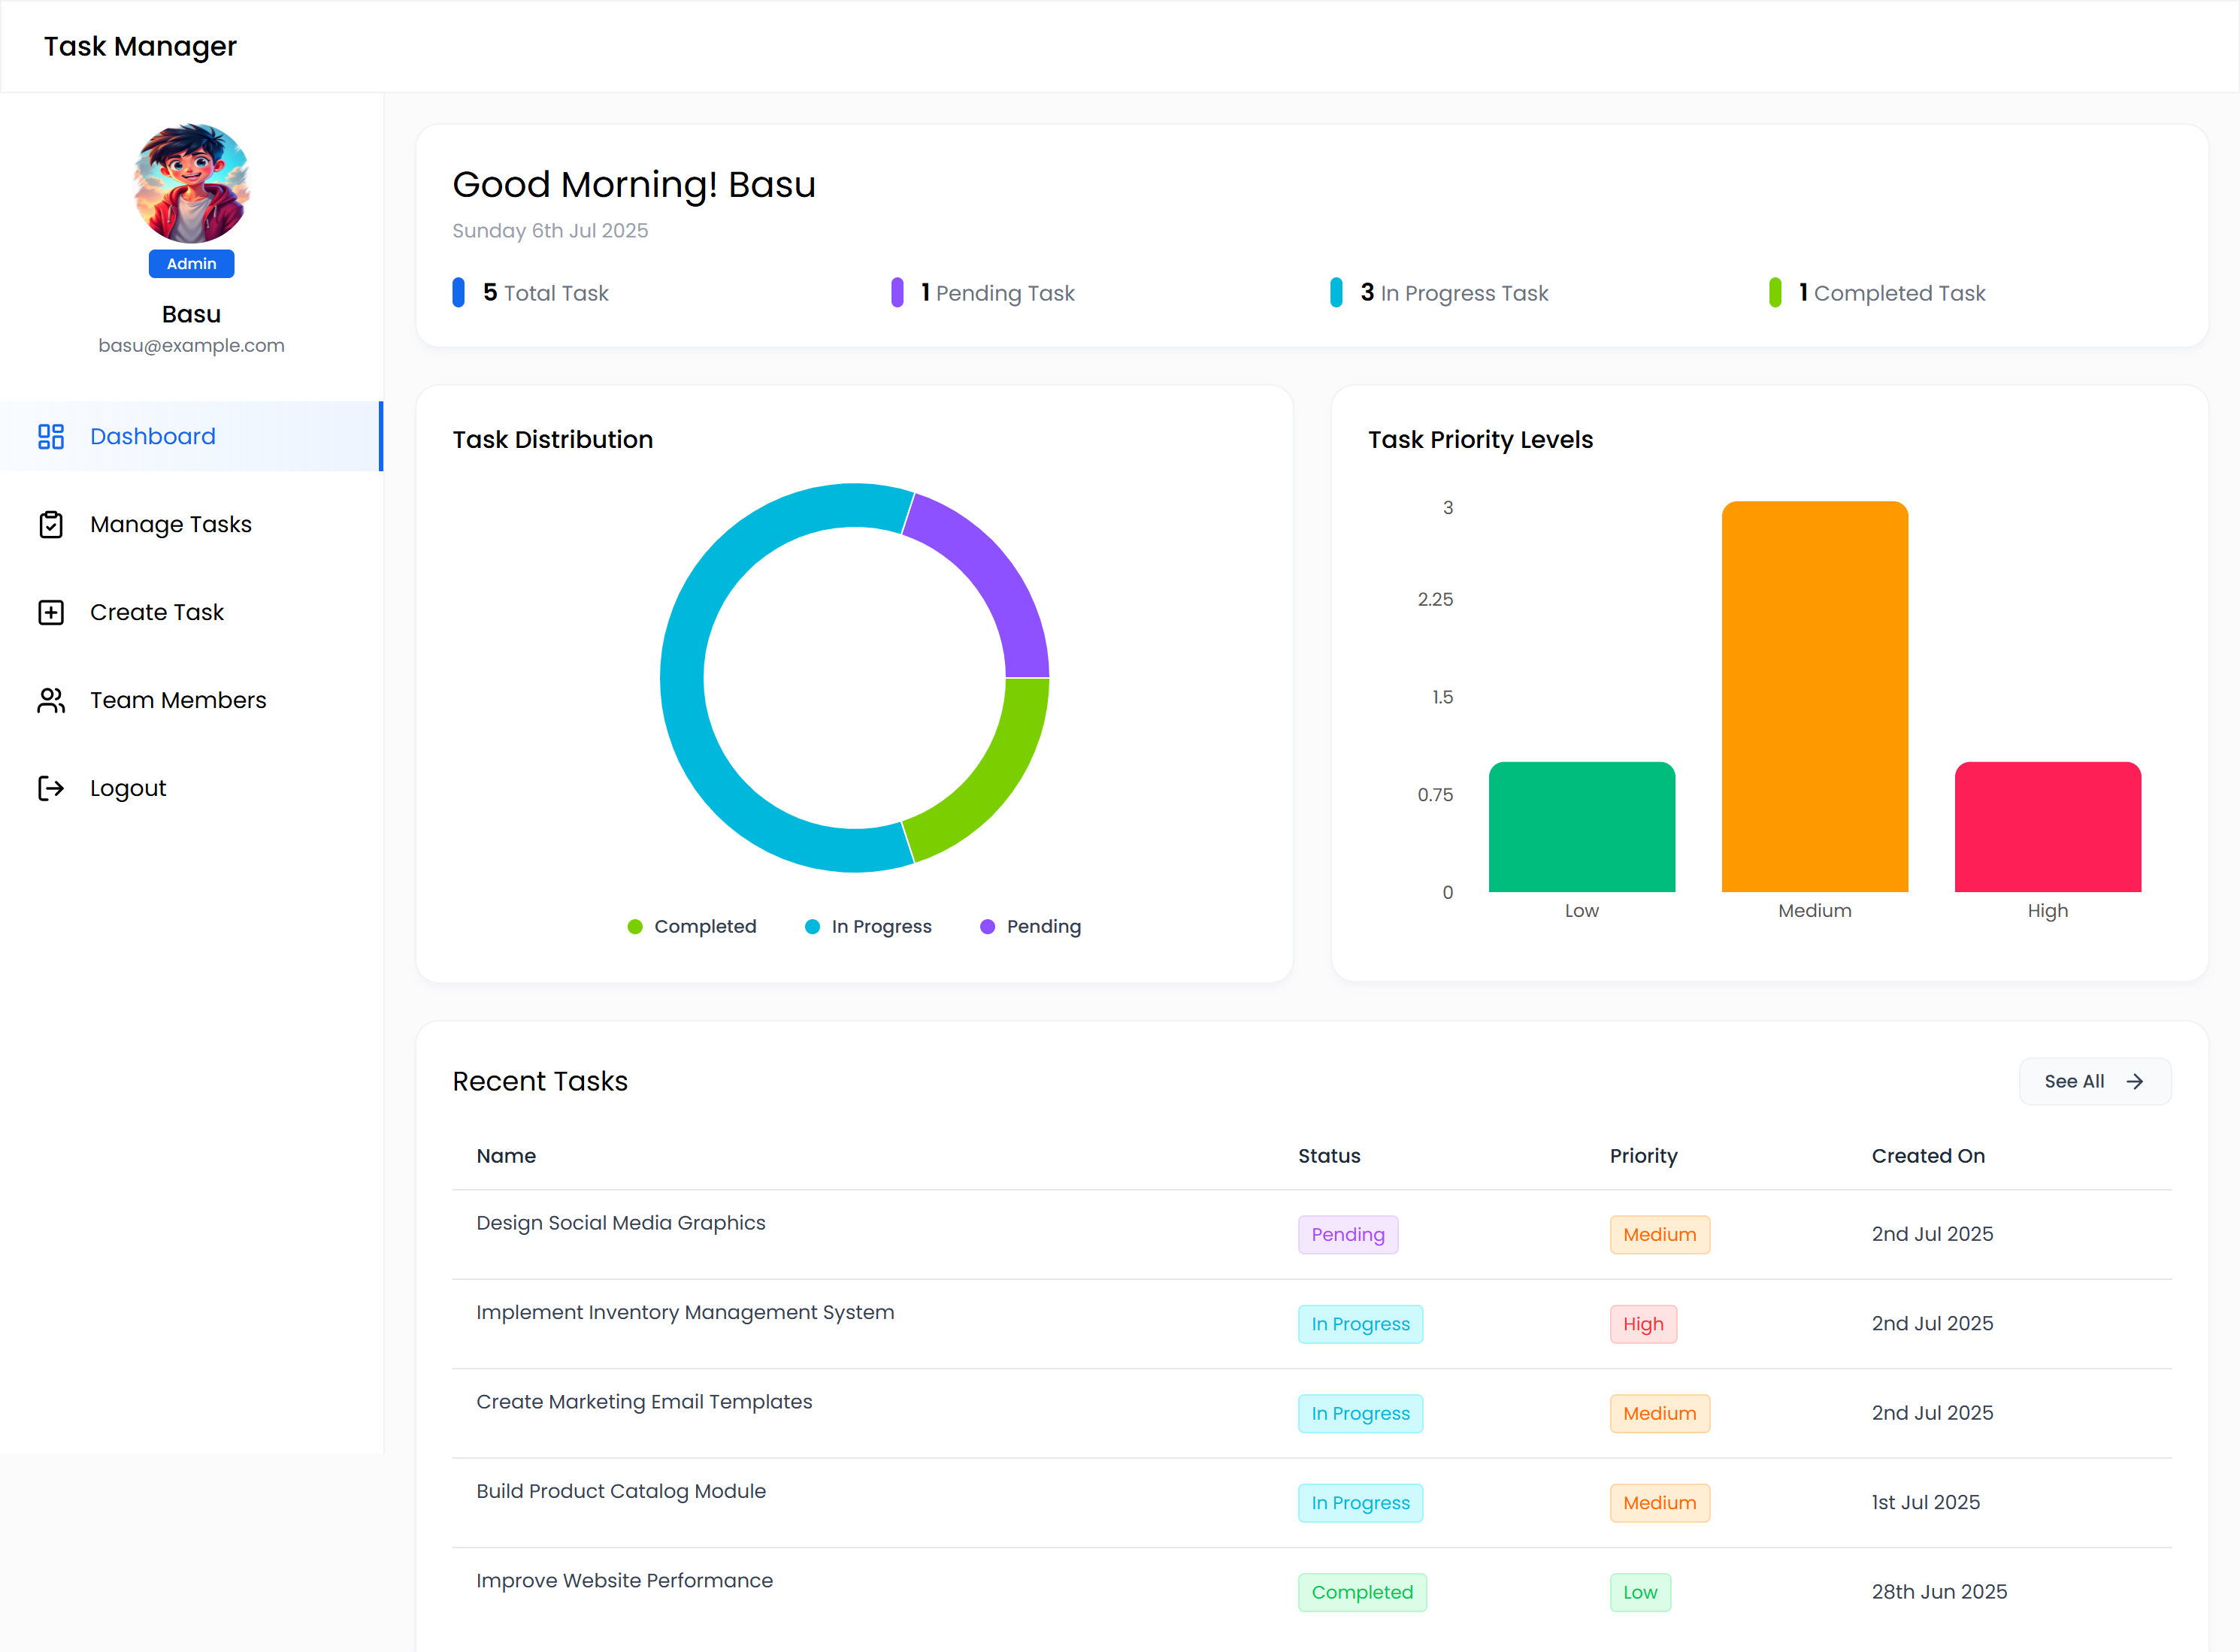 Task Manager
Admin
Basu
basu@example.com
Dashboard
Manage Tasks
Create Task
Team Members
Logout
Good Morning! Basu
Sunday 6th Jul 2025
5 Total Task
1 Pending Task
3 In Progress Task
1 Completed Task
Task Distribution
Completed
In Progress
Pending
Task Priority Levels
3
2.25
1.5
0.75
0
Low
Medium
High
Recent Tasks
See All
Name Status Priority Created On
Design Social Media Graphics Pending Medium 2nd Jul 2025
Implement Inventory Management System In Progress High 2nd Jul 2025
Create Marketing Email Templates In Progress Medium 2nd Jul 2025
Build Product Catalog Module In Progress Medium 1st Jul 2025
Improve Website Performance Completed Low 28th Jun 2025